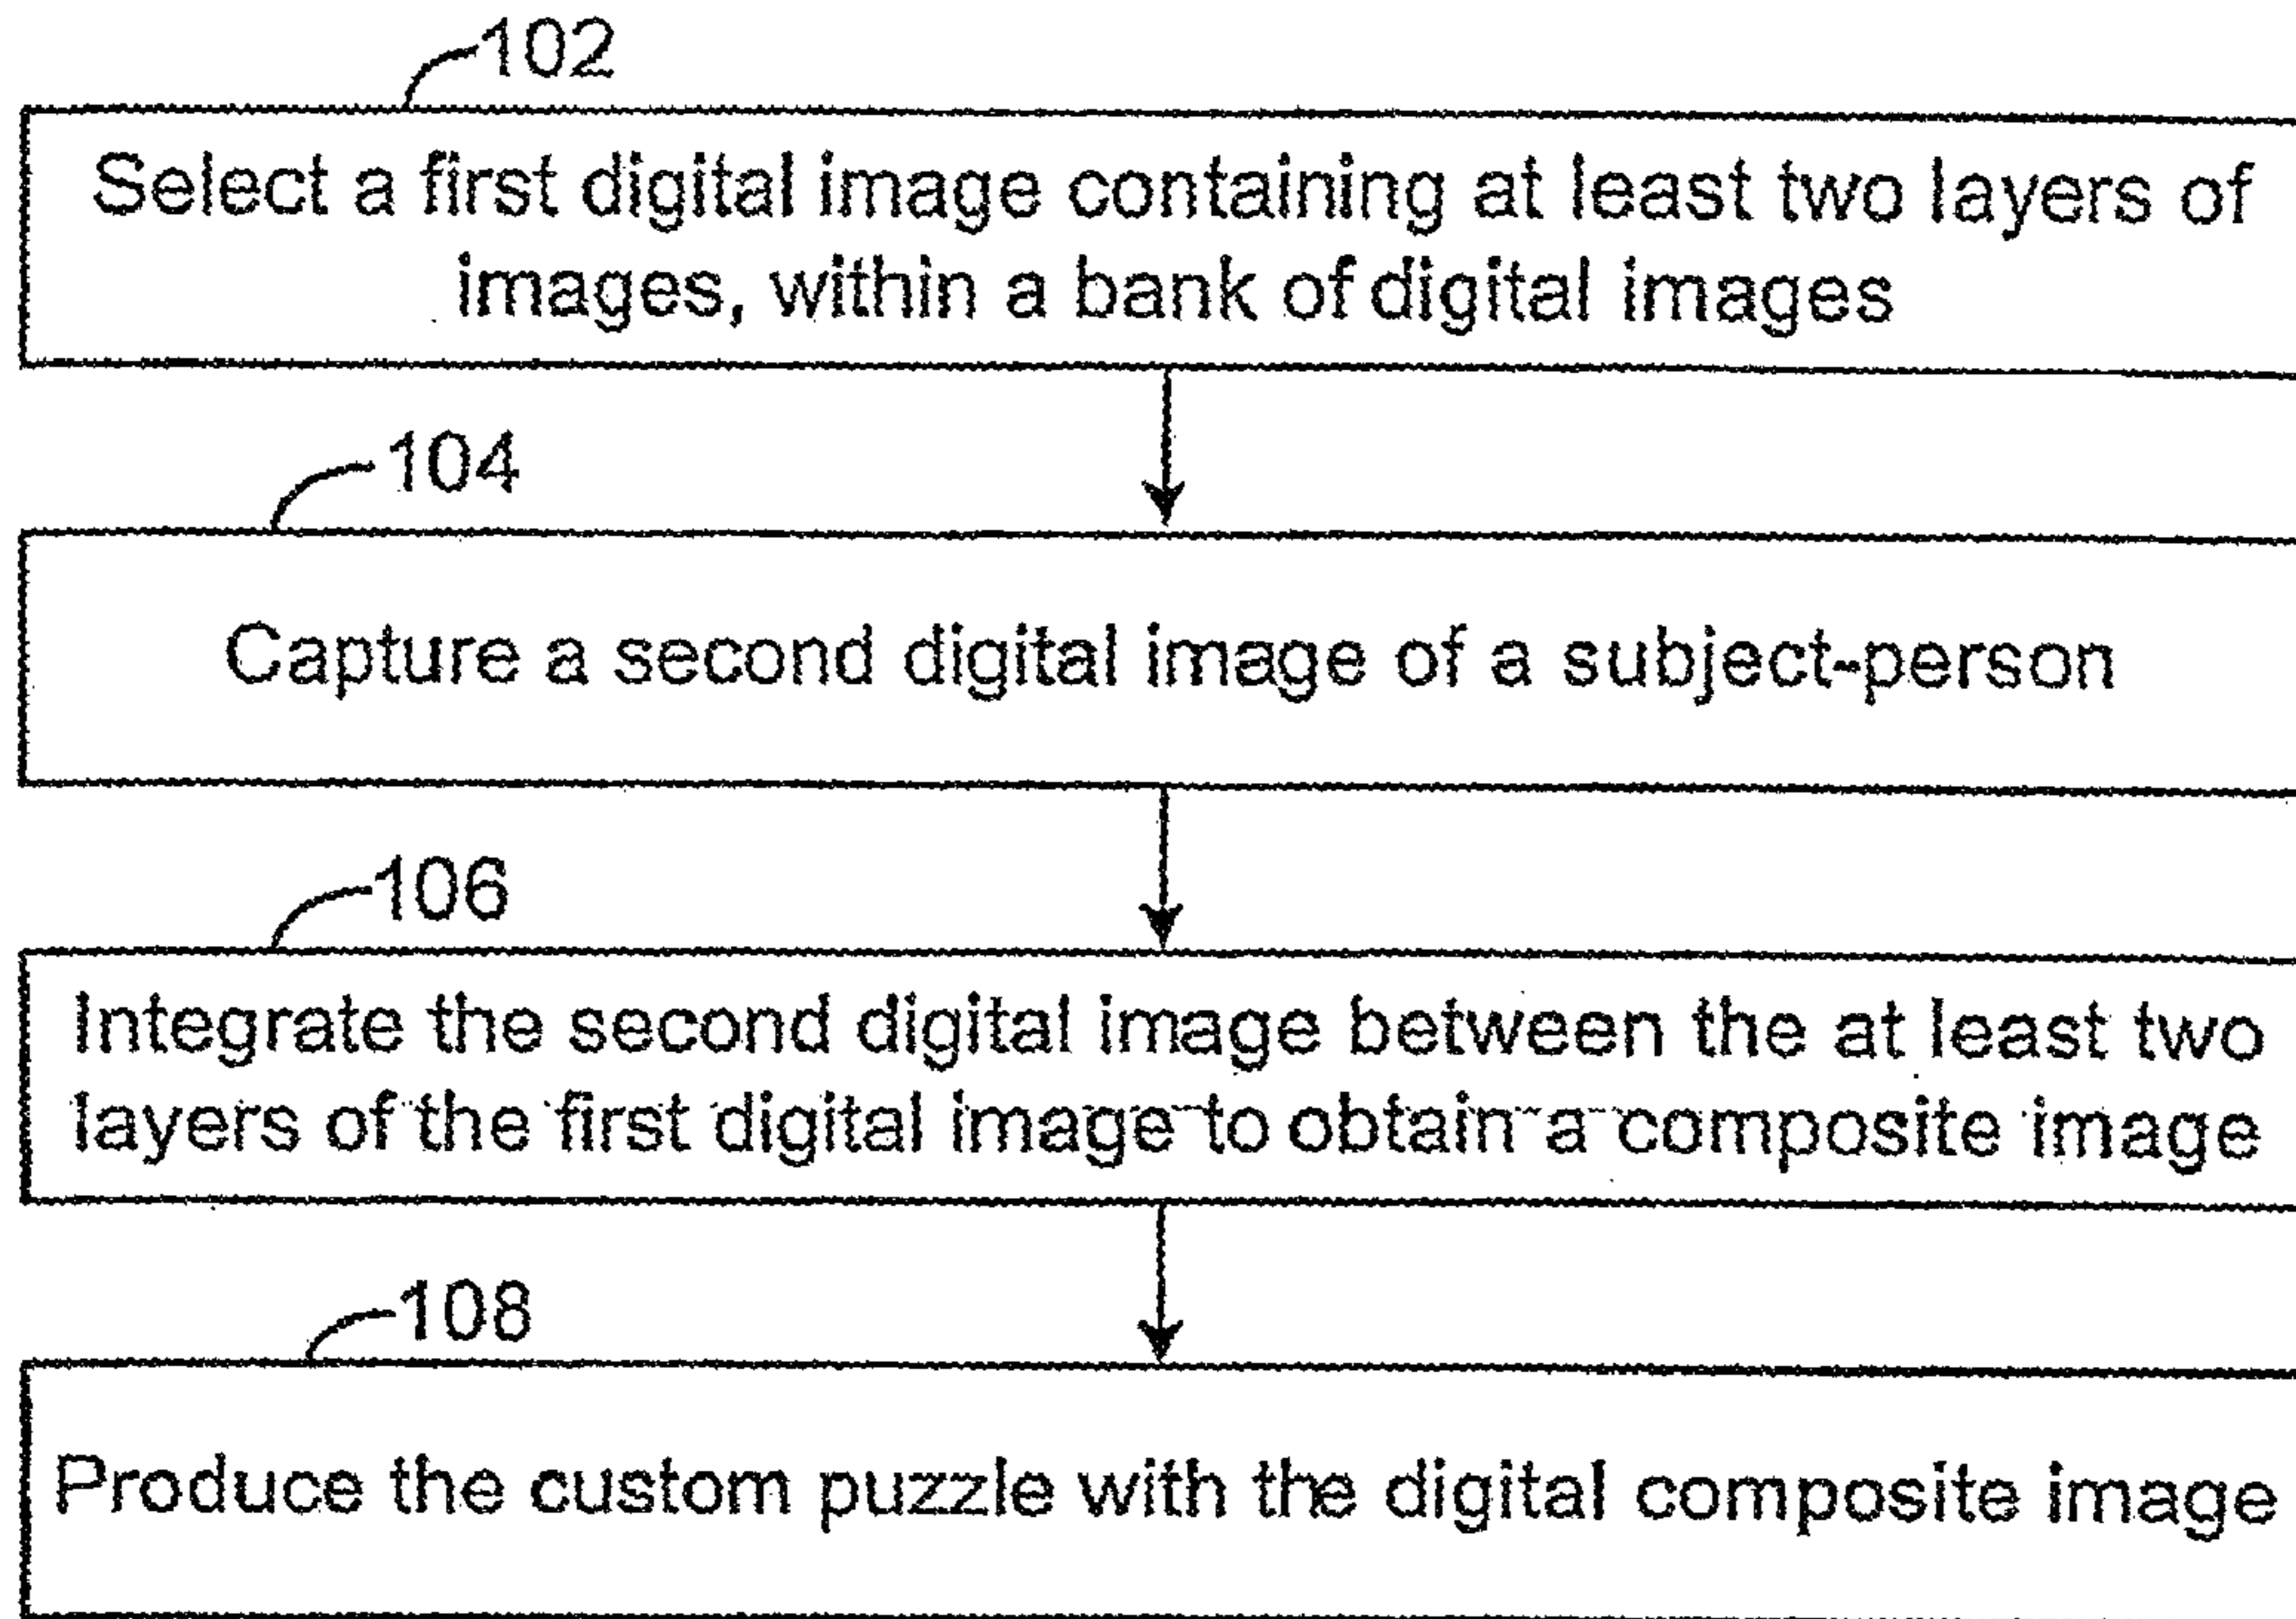 102
Select a first digital image containing at least two layers of
images, within a bank of digital images
104
Capture a second digital image of a subject-person
106
Integrate the second digital image between the at least two
layers of the first digital image to obtain a composite image
108
Produce the custom puzzle with the digital composite image